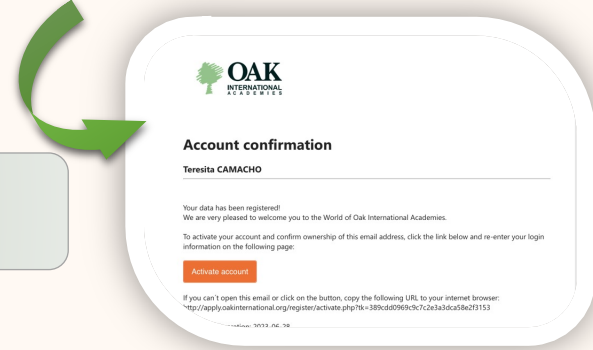 OAK
INTERNATIONAL
ACADEMIES
Account confirmation
Teresita CAMACHO
Your data has been registered!
We are very pleased to welcome you to the World of Oak International Academies.
To activate your account and confirm ownership of this email address, click the link below and re-enter your login
information on the following page:
Activate account
If you can´t open this email or click on the button, copy the following URL to your internet browser:
http://apply.oakinternational.org/register/activate.php?tk=389cdd0969c9c7c2e3a3dca58e2f3153
2023-06-28